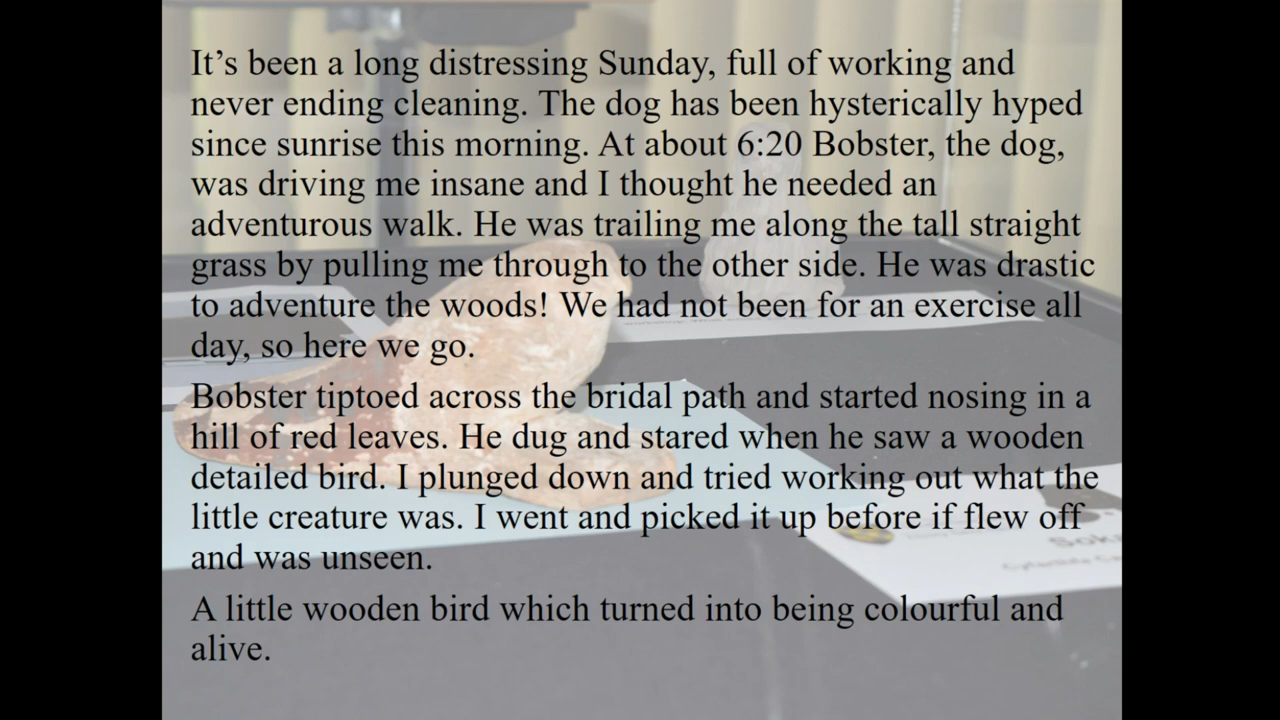 It’s been a long distressing Sunday, full of working and
never ending cleaning. The dog has been hysterically hyped
since sunrise this morning. At about 6:20 Bobster, the dog,
was driving me insane and I thought he needed an
adventurous walk. He was trailing me along the tall straight
grass by pulling me through to the other side. He was drastic
to adventure the woods! We had not been for an exercise all
day, so here we go.
Bobster tiptoed across the bridal path and started nosing in a
hill of red leaves. He dug and stared when he saw a wooden
detailed bird. I plunged down and tried working out what the
little creature was. I went and picked it up before if flew off
and was unseen.
A little wooden bird which turned into being colourful and
alive.